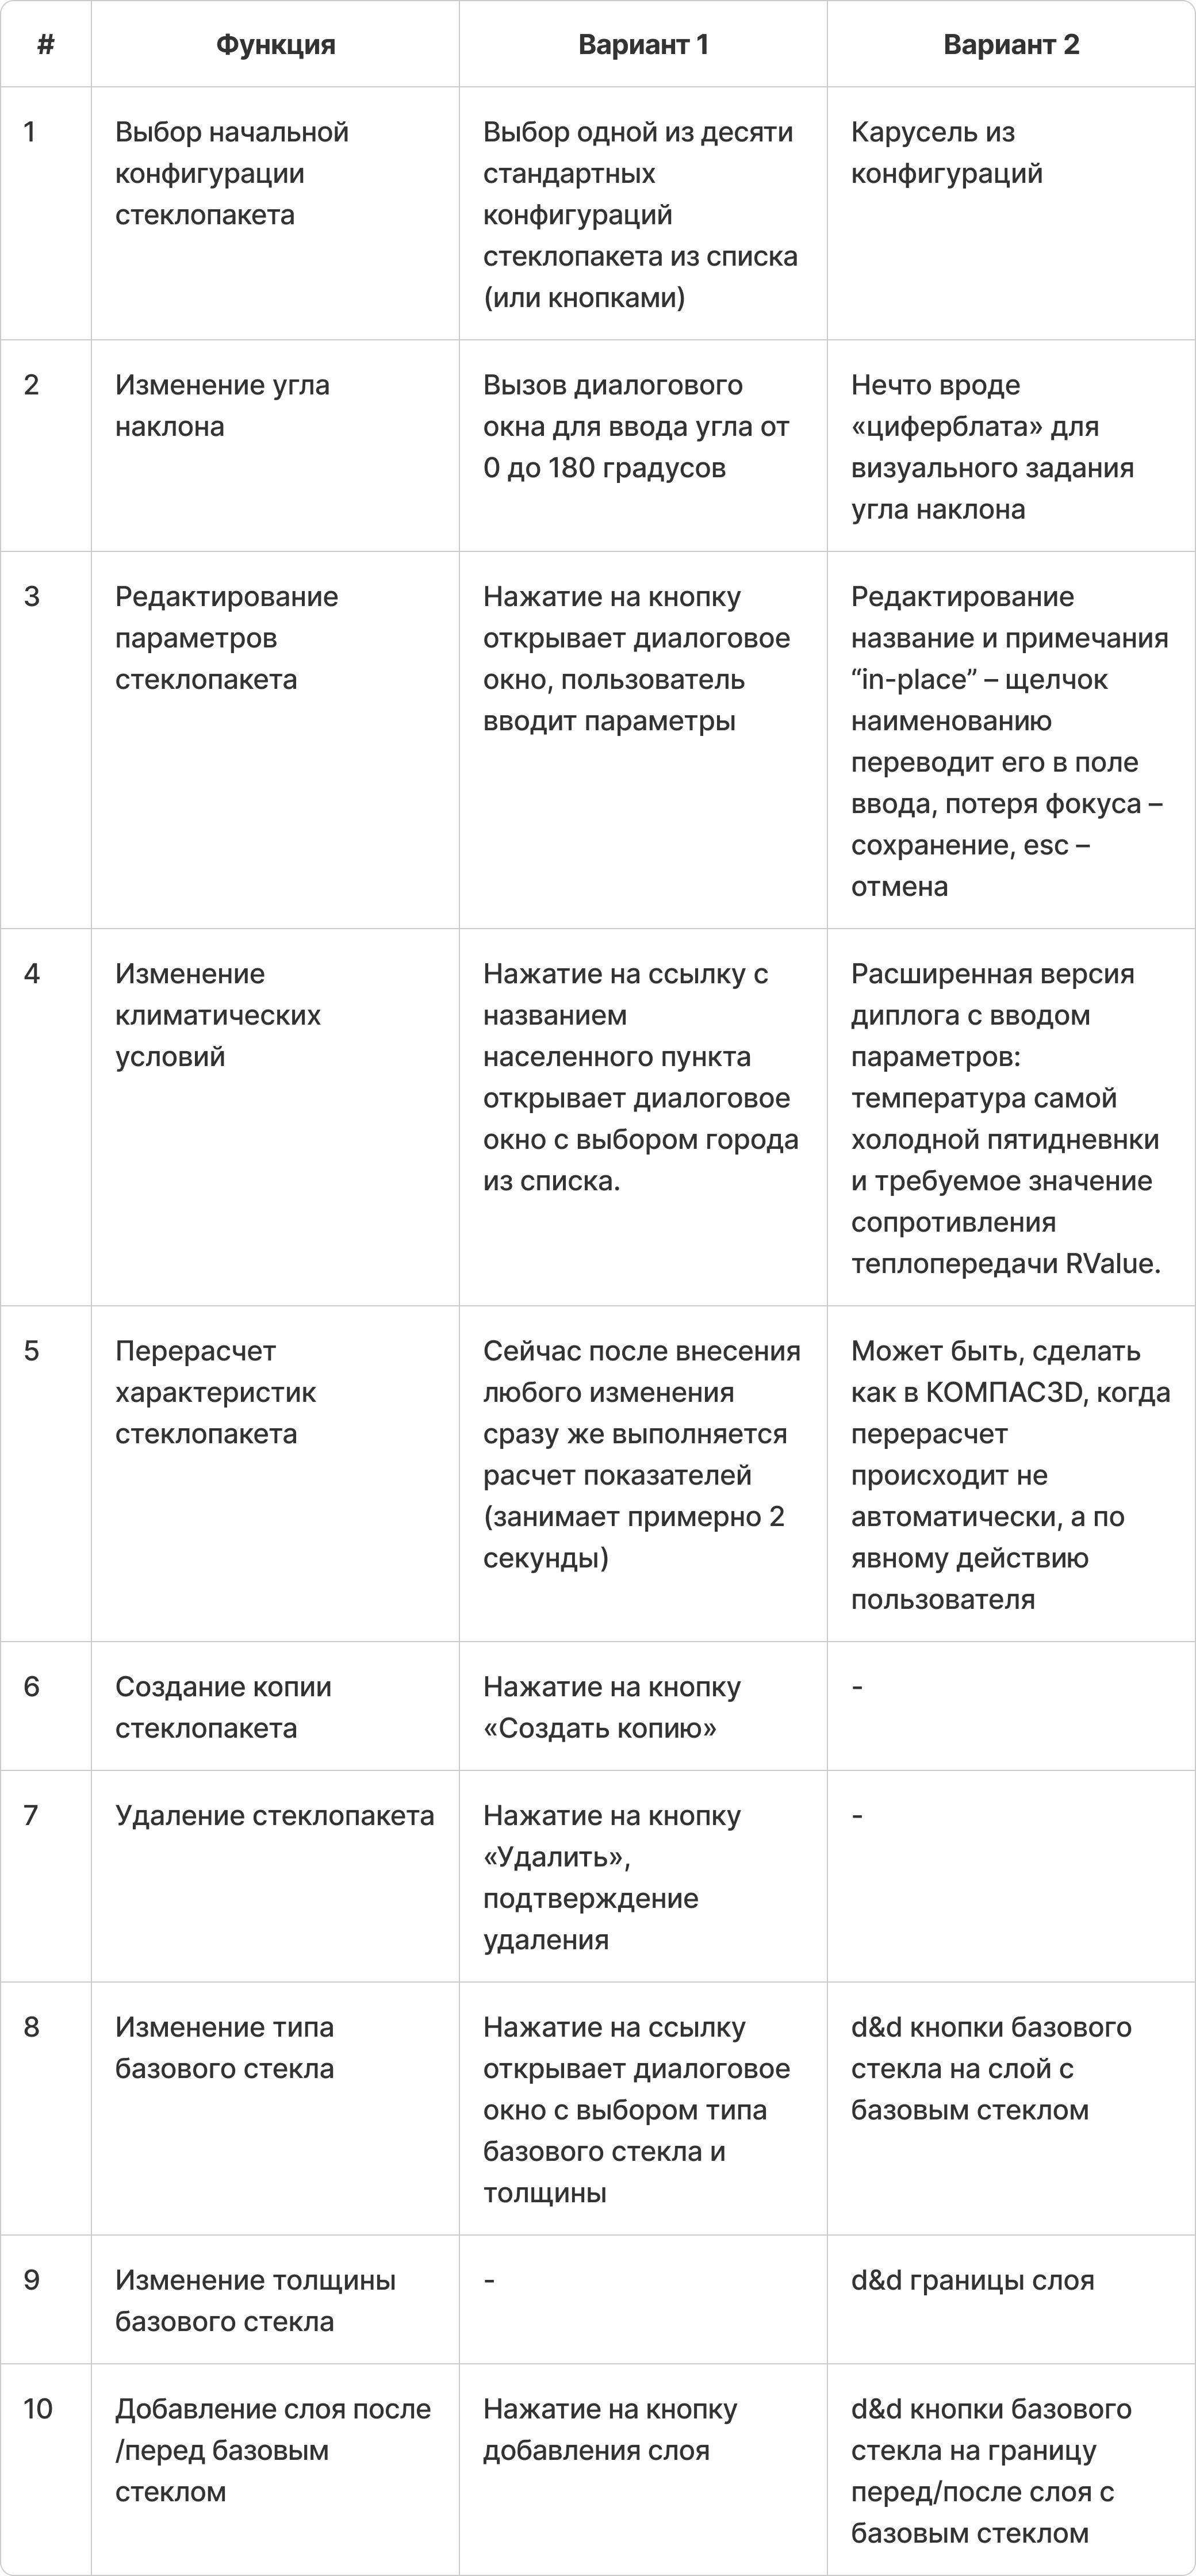 # Функция Вариант 1 Вариант 2
1
Выбор начальной
конфигурации
стеклопакета
Выбор одной из десяти
стандартных
конфигураций
стеклопакета из списка
(или кнопками)
Карусель из
конфигураций
2
Изменение угла
наклона
Вызов диалогового
окна для ввода угла от
0 до 180 градусов
Нечто вроде
«циферблата» для
визуального задания
угла наклона
3
Редактирование
параметров
стеклопакета
Нажатие на кнопку
открывает диалоговое
окно, пользователь
вводит параметры
Редактирование
название и примечания
“in-place” – щелчок
наименованию
переводит его в поле
ввода, потеря фокуса –
сохранение, esc –
отмена
4
Изменение
климатических
условий
Нажатие на ссылку с
названием
населенного пункта
открывает диалоговое
окно с выбором города
из списка.
Расширенная версия
диплога с вводом
параметров:
температура самой
холодной пятидневнки
и требуемое значение
сопротивления
теплопередачи RValue.
5
Перерасчет
характеристик
стеклопакета
Сейчас после внесения
любого изменения
сразу же выполняется
расчет показателей
(занимает примерно 2
секунды)
Может быть, сделать
как в КОМПАС3D, когда
перерасчет
происходит не
автоматически, а по
явному действию
пользователя
6
Создание копии
стеклопакета
Нажатие на кнопку
«Создать копию»
-
7
Удаление стеклопакета
Нажатие на кнопку
«Удалить»,
подтверждение
удаления
-
8
Изменение типа
базового стекла
Нажатие на ссылку
открывает диалоговое
окно с выбором типа
базового стекла и
толщины
d&d кнопки базового
стекла на слой с
базовым стеклом
9
Изменение толщины
базового стекла
-
d&d границы слоя
10
Добавление слоя после
/перед базовым
стеклом
Нажатие на кнопку
добавления слоя
d&d кнопки базового
стекла на границу
перед/после слоя с
базовым стеклом